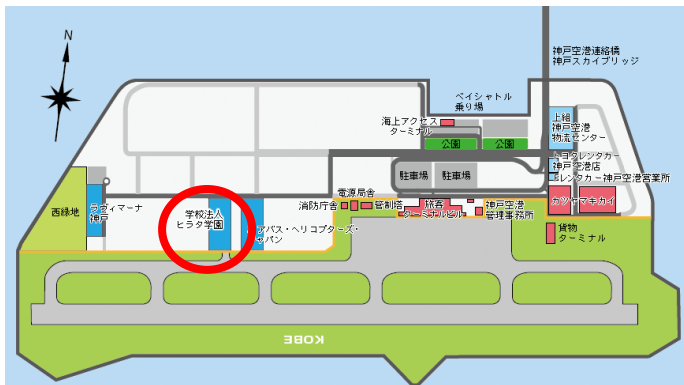 N
神戸空港連絡橋
神戸スカイブリッジ
ベイシャトル
乗り場
海上アクセス
ターミナル
公園
公園
上組
神戸空港
物流センター
トヨタレンタカー
神戸空港店
レンタカー神戸空港営業所
駐車場
駐車場
カツヤマキカイ
電源局舎
消防庁舎
管制塔
旅客
ターミナルビル
神戸空港
管理事務所
貨物
ターミナル
西緑地
ラヴィマーナ
神戸
学校法人
ヒラタ学園
バス・ヘリコプターズ・
ャパン
KOBE